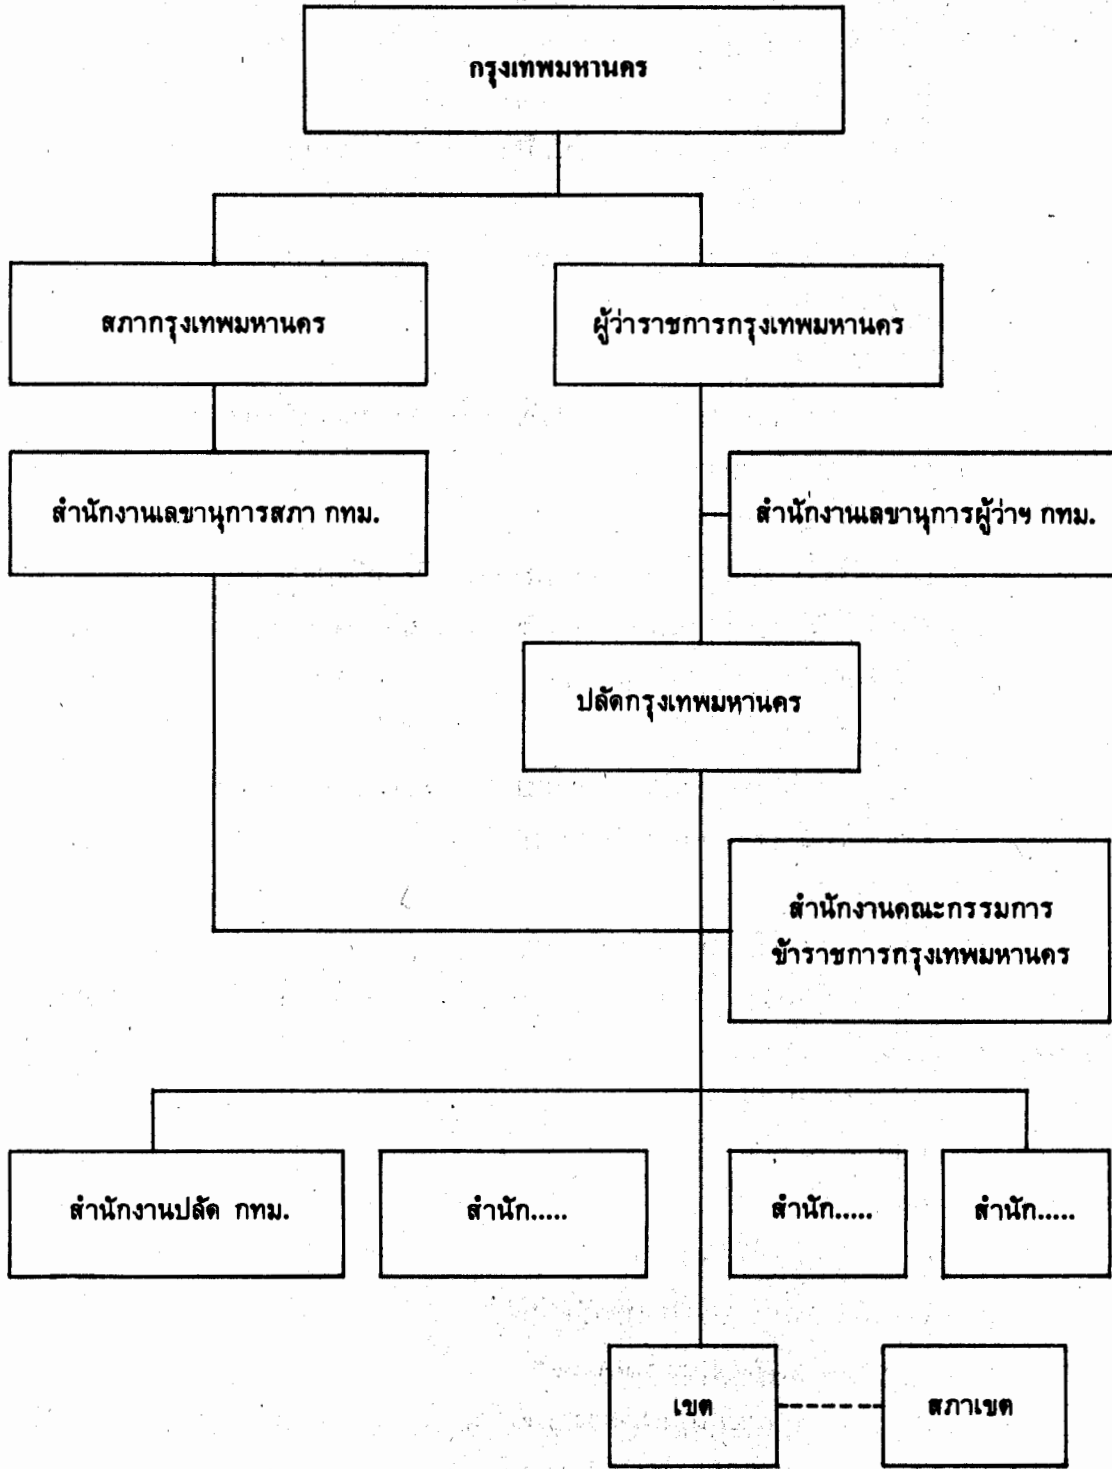 กรุงเทพมหานคร
สภากรุงเทพมหานคร
ผู้ว่าราชการกรุงเทพมหานคร
สำนักงานเลขานุการสภา กทม.
สำนักงานเลขานุการผู้ว่าฯ กทม.
ปลัดกรุงเทพมหานคร
สำนักงานคณะกรรมการ
ข้าราชการกรุงเทพมหานคร
สำนักงานปลัด กทม.
สำนัก.....
สำนัก.....
สำนัก.....
เขต
สภาเขต